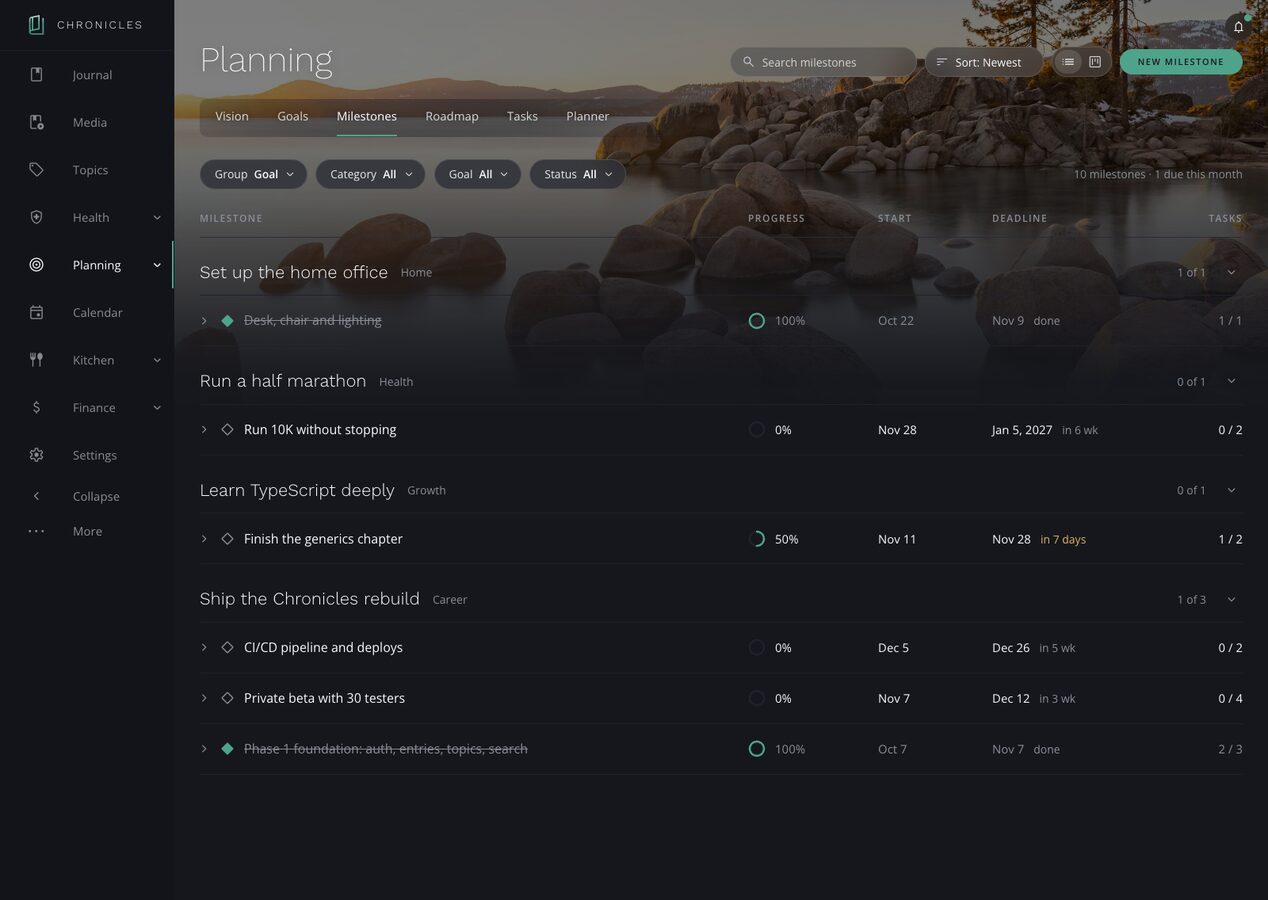 CHRONICLES
Journal
Media
Topics
Health
Planning
Calendar
Kitchen
Finance
Settings
Collapse
More
Planning
Search milestones
Sort: Newest
NEW MILESTONE
Vision Goals Milestones Roadmap Tasks Planner
Group Goal Category All Goal All Status All
10 milestones · 1 due this month
MILESTONE PROGRESS START DEADLINE TASKS
Set up the home office Home 1 of 1
Desk, chair and lighting 100% Oct 22 Nov 9 done 1 / 1
Run a half marathon Health 0 of 1
Run 10K without stopping 0% Nov 28 Jan 5, 2027 in 6 wk 0 / 2
Learn TypeScript deeply Growth 0 of 1
Finish the generics chapter 50% Nov 11 Nov 28 in 7 days 1 / 2
Ship the Chronicles rebuild Career 1 of 3
CI/CD pipeline and deploys 0% Dec 5 Dec 26 in 5 wk 0 / 2
Private beta with 30 testers 0% Nov 7 Dec 12 in 3 wk 0 / 4
Phase 1 foundation: auth, entries, topics, search 100% Oct 7 Nov 7 done 2 / 3